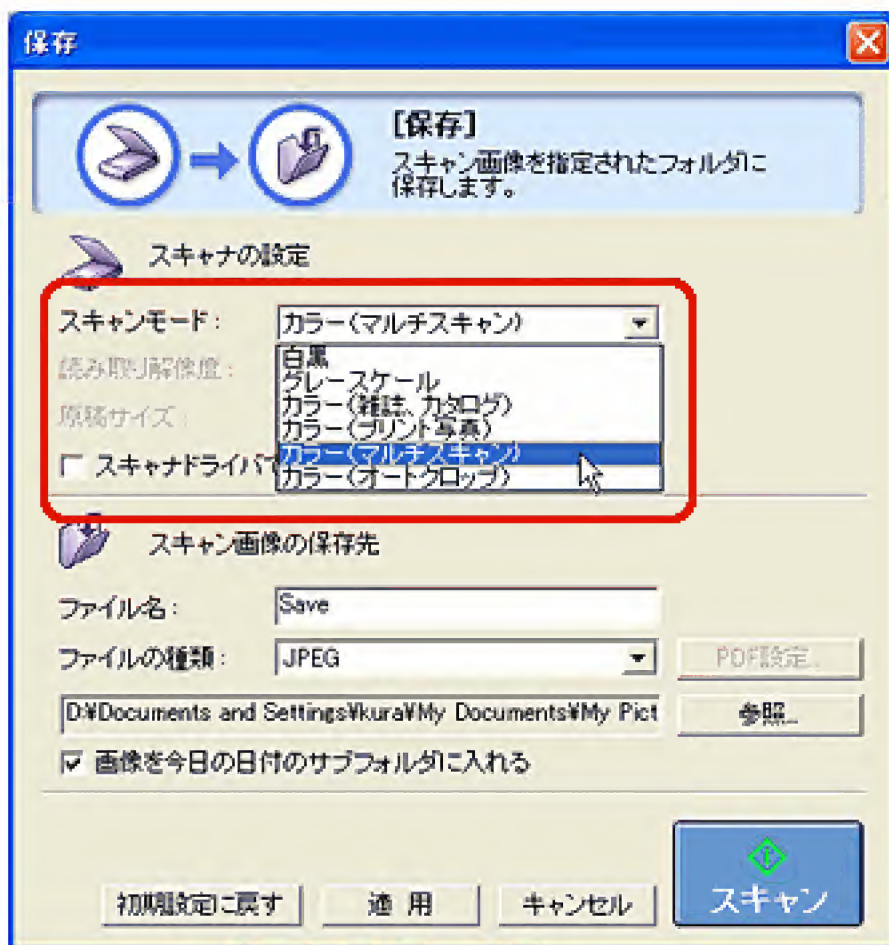 保存
[保存]
スキャン画像を指定されたフォルダに
保存します。
スキャナの設定
スキャンモード：
カラー(マルチスキャン)
白黒
グレースケール
カラー(雑誌、カタログ)
カラー(プリント写真)
カラー(マルチスキャン)
カラー(オートクロップ)
読み取り解像度：
原稿サイズ：
スキャナドライバで
スキャン画像の保存先
ファイル名：
Save
ファイルの種類：
JPEG
PDF設定...
D:¥Documents and Settings¥kura¥My Documents¥My Pict
参照...
画像を今日の日付のサブフォルダに入れる
初期設定に戻す
適 用
キャンセル
スキャン